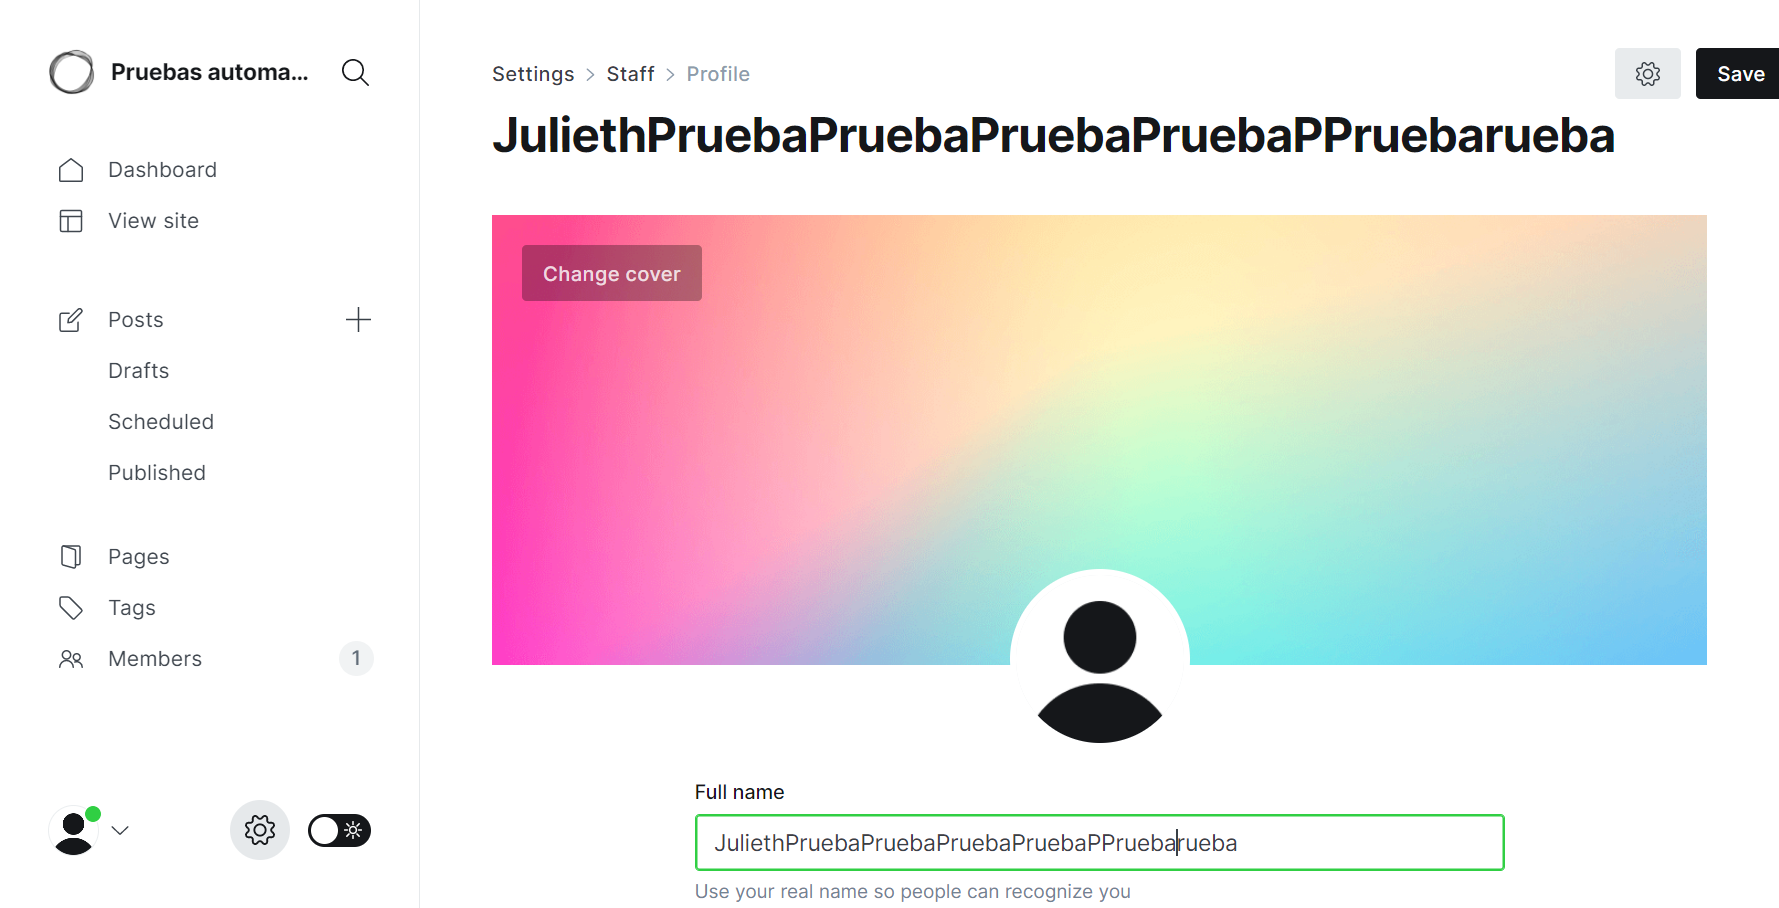 Pruebas automa...
Dashboard
View site
Posts
Drafts
Scheduled
Published
Pages
Tags
Members 1
Settings > Staff > Profile
Save
JuliethPruebaPruebaPruebaPruebaPPruebarueba
Change cover
Full name
JuliethPruebaPruebaPruebaPruebaPPruebarueba
Use your real name so people can recognize you